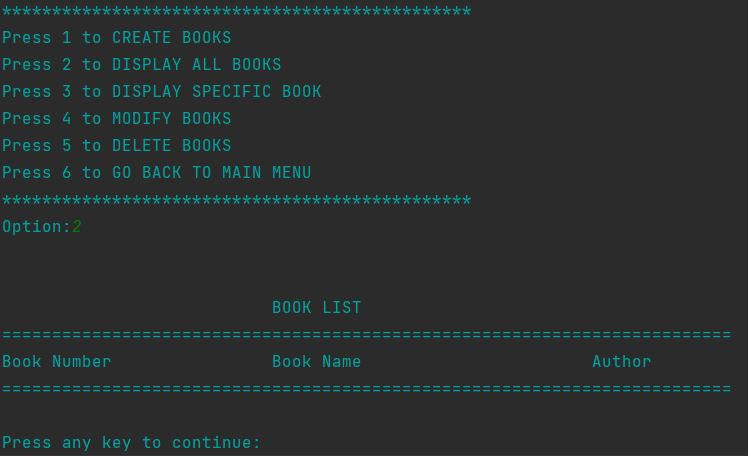 ***********************************************
Press 1 to CREATE BOOKS
Press 2 to DISPLAY ALL BOOKS
Press 3 to DISPLAY SPECIFIC BOOK
Press 4 to MODIFY BOOKS
Press 5 to DELETE BOOKS
Press 6 to GO BACK TO MAIN MENU
***********************************************
Option:2
BOOK LIST
=========================================================================
Book Number                Book Name                       Author
=========================================================================
Press any key to continue: